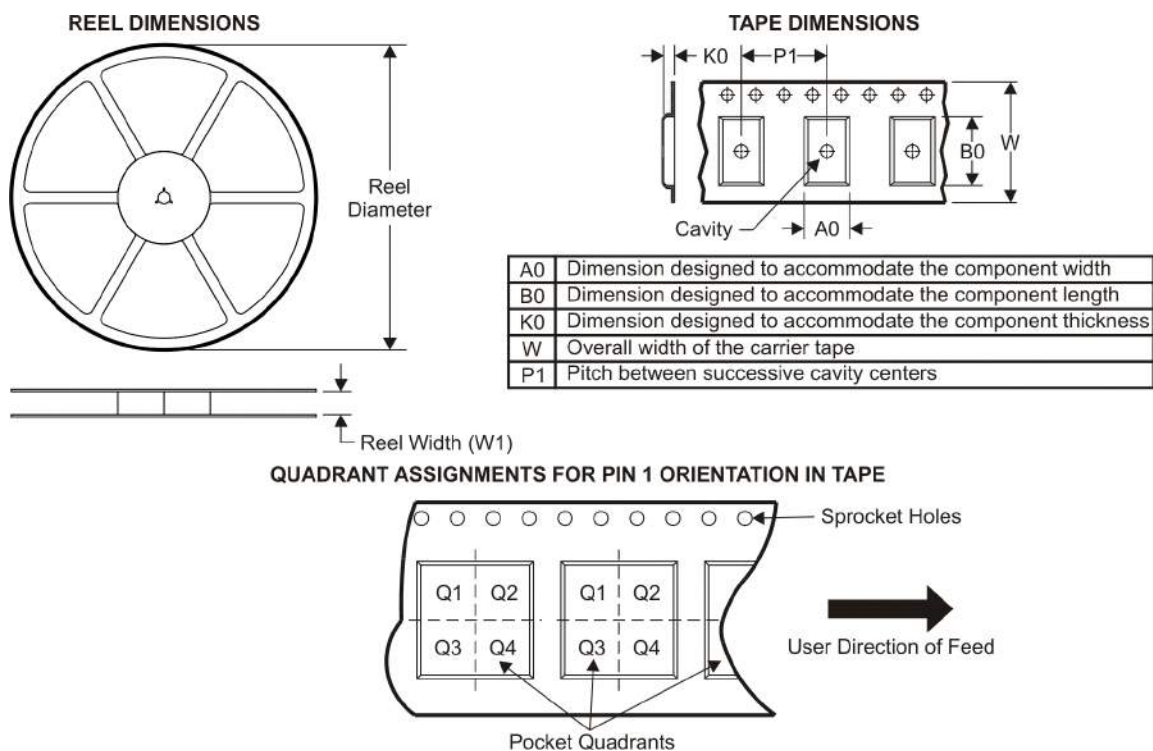 REEL DIMENSIONS
Reel
Diameter
Reel Width (W1)
TAPE DIMENSIONS
K0
P1
B0
W
Cavity
A0
A0 Dimension designed to accommodate the component width
B0 Dimension designed to accommodate the component length
K0 Dimension designed to accommodate the component thickness
W Overall width of the carrier tape
P1 Pitch between successive cavity centers
QUADRANT ASSIGNMENTS FOR PIN 1 ORIENTATION IN TAPE
Sprocket Holes
Q1 Q2 Q1 Q2
Q3 Q4 Q3 Q4
User Direction of Feed
Pocket Quadrants